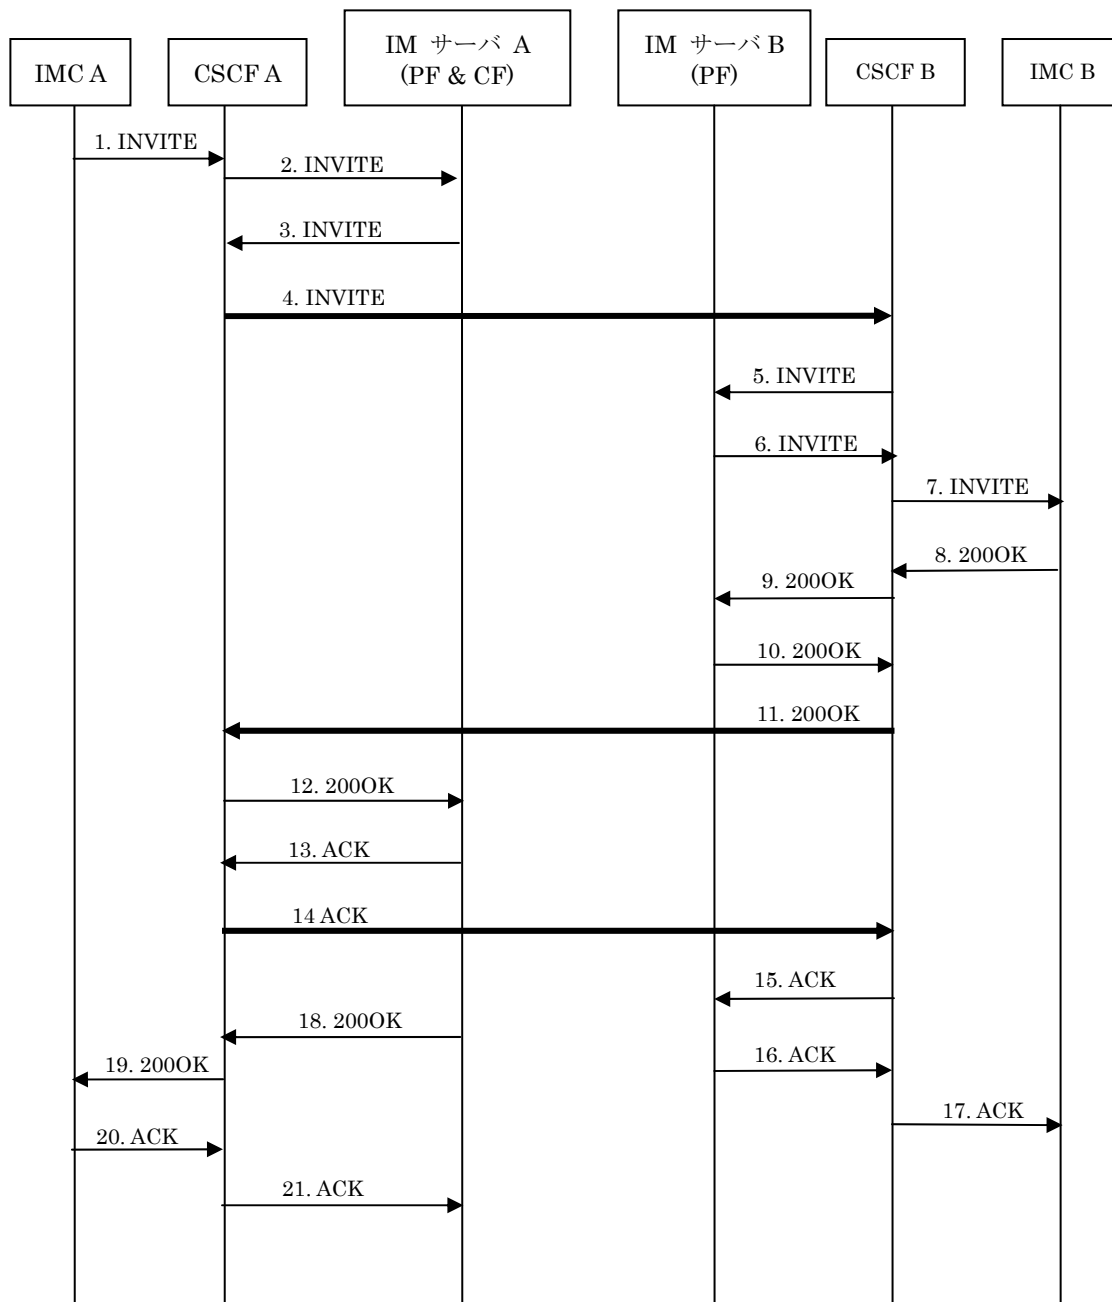 IMC A
CSCF A
IM サーバ A
(PF & CF)
IM サーバ B
(PF)
CSCF B
IMC B
1. INVITE
2. INVITE
3. INVITE
4. INVITE
5. INVITE
6. INVITE
7. INVITE
8. 200OK
9. 200OK
10. 200OK
11. 200OK
12. 200OK
13. ACK
14 ACK
15. ACK
18. 200OK
16. ACK
19. 200OK
17. ACK
20. ACK
21. ACK